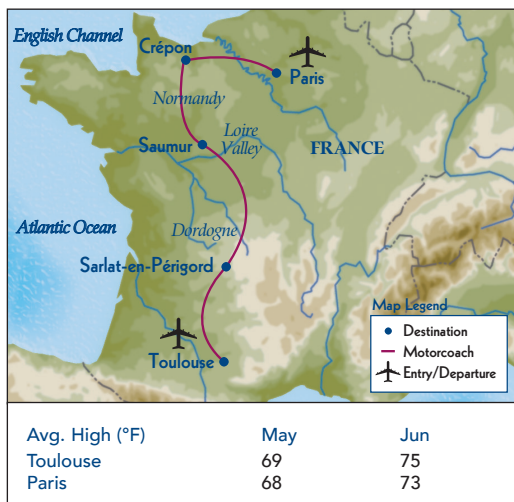 English Channel
Crépon
Paris
Normandy
Loire
Valley
Saumur
FRANCE
Atlantic Ocean
Dordogne
Sarlat-en-Périgord
Toulouse
Map Legend
Destination
Motorcoach
Entry/Departure
Avg. High (°F) May Jun
Toulouse 69 75
Paris 68 73